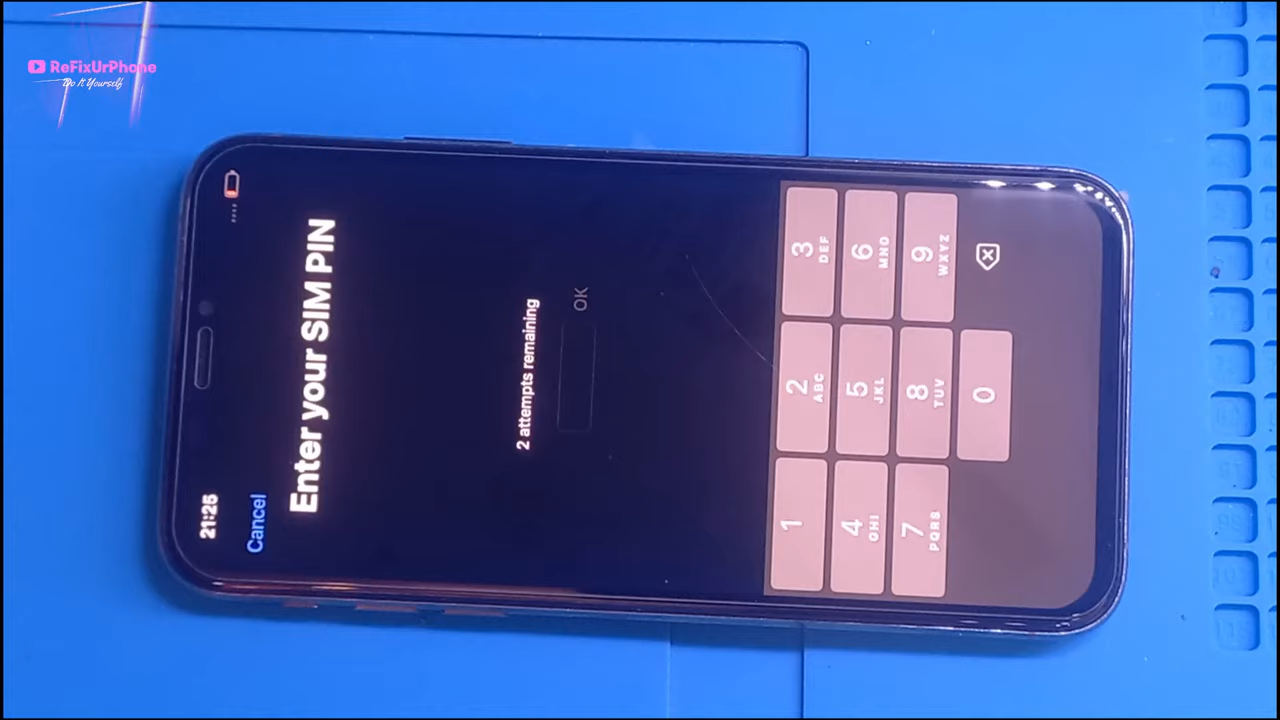 ReFixUrPhone
Do It Yourself
21:25
Cancel
Enter your SIM PIN
2 attempts remaining
OK
1
2
ABC
3
DEF
4
GHI
5
JKL
6
MNO
7
PQRS
8
TUV
9
WXYZ
0